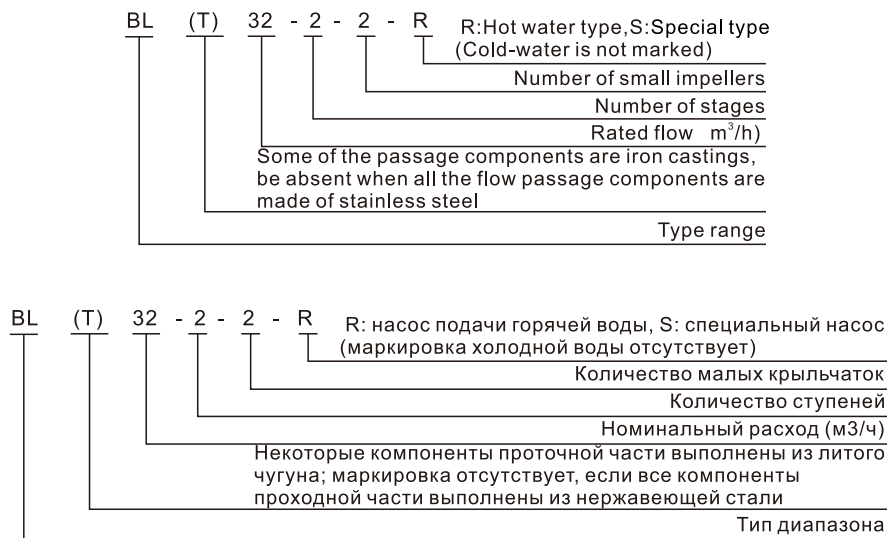 BL (T) 32 - 2 - 2 - R
R:Hot water type,S:Special type
(Cold-water is not marked)
Number of small impellers
Number of stages
Rated flow m³/h)
Some of the passage components are iron castings,
be absent when all the flow passage components are
made of stainless steel
Type range
BL (T) 32 - 2 - 2 - R
R: насос подачи горячей воды, S: специальный насос
(маркировка холодной воды отсутствует)
Количество малых крыльчаток
Количество ступеней
Номинальный расход (м3/ч)
Некоторые компоненты проточной части выполнены из литого
чугуна; маркировка отсутствует, если все компоненты
проходной части выполнены из нержавеющей стали
Тип диапазона